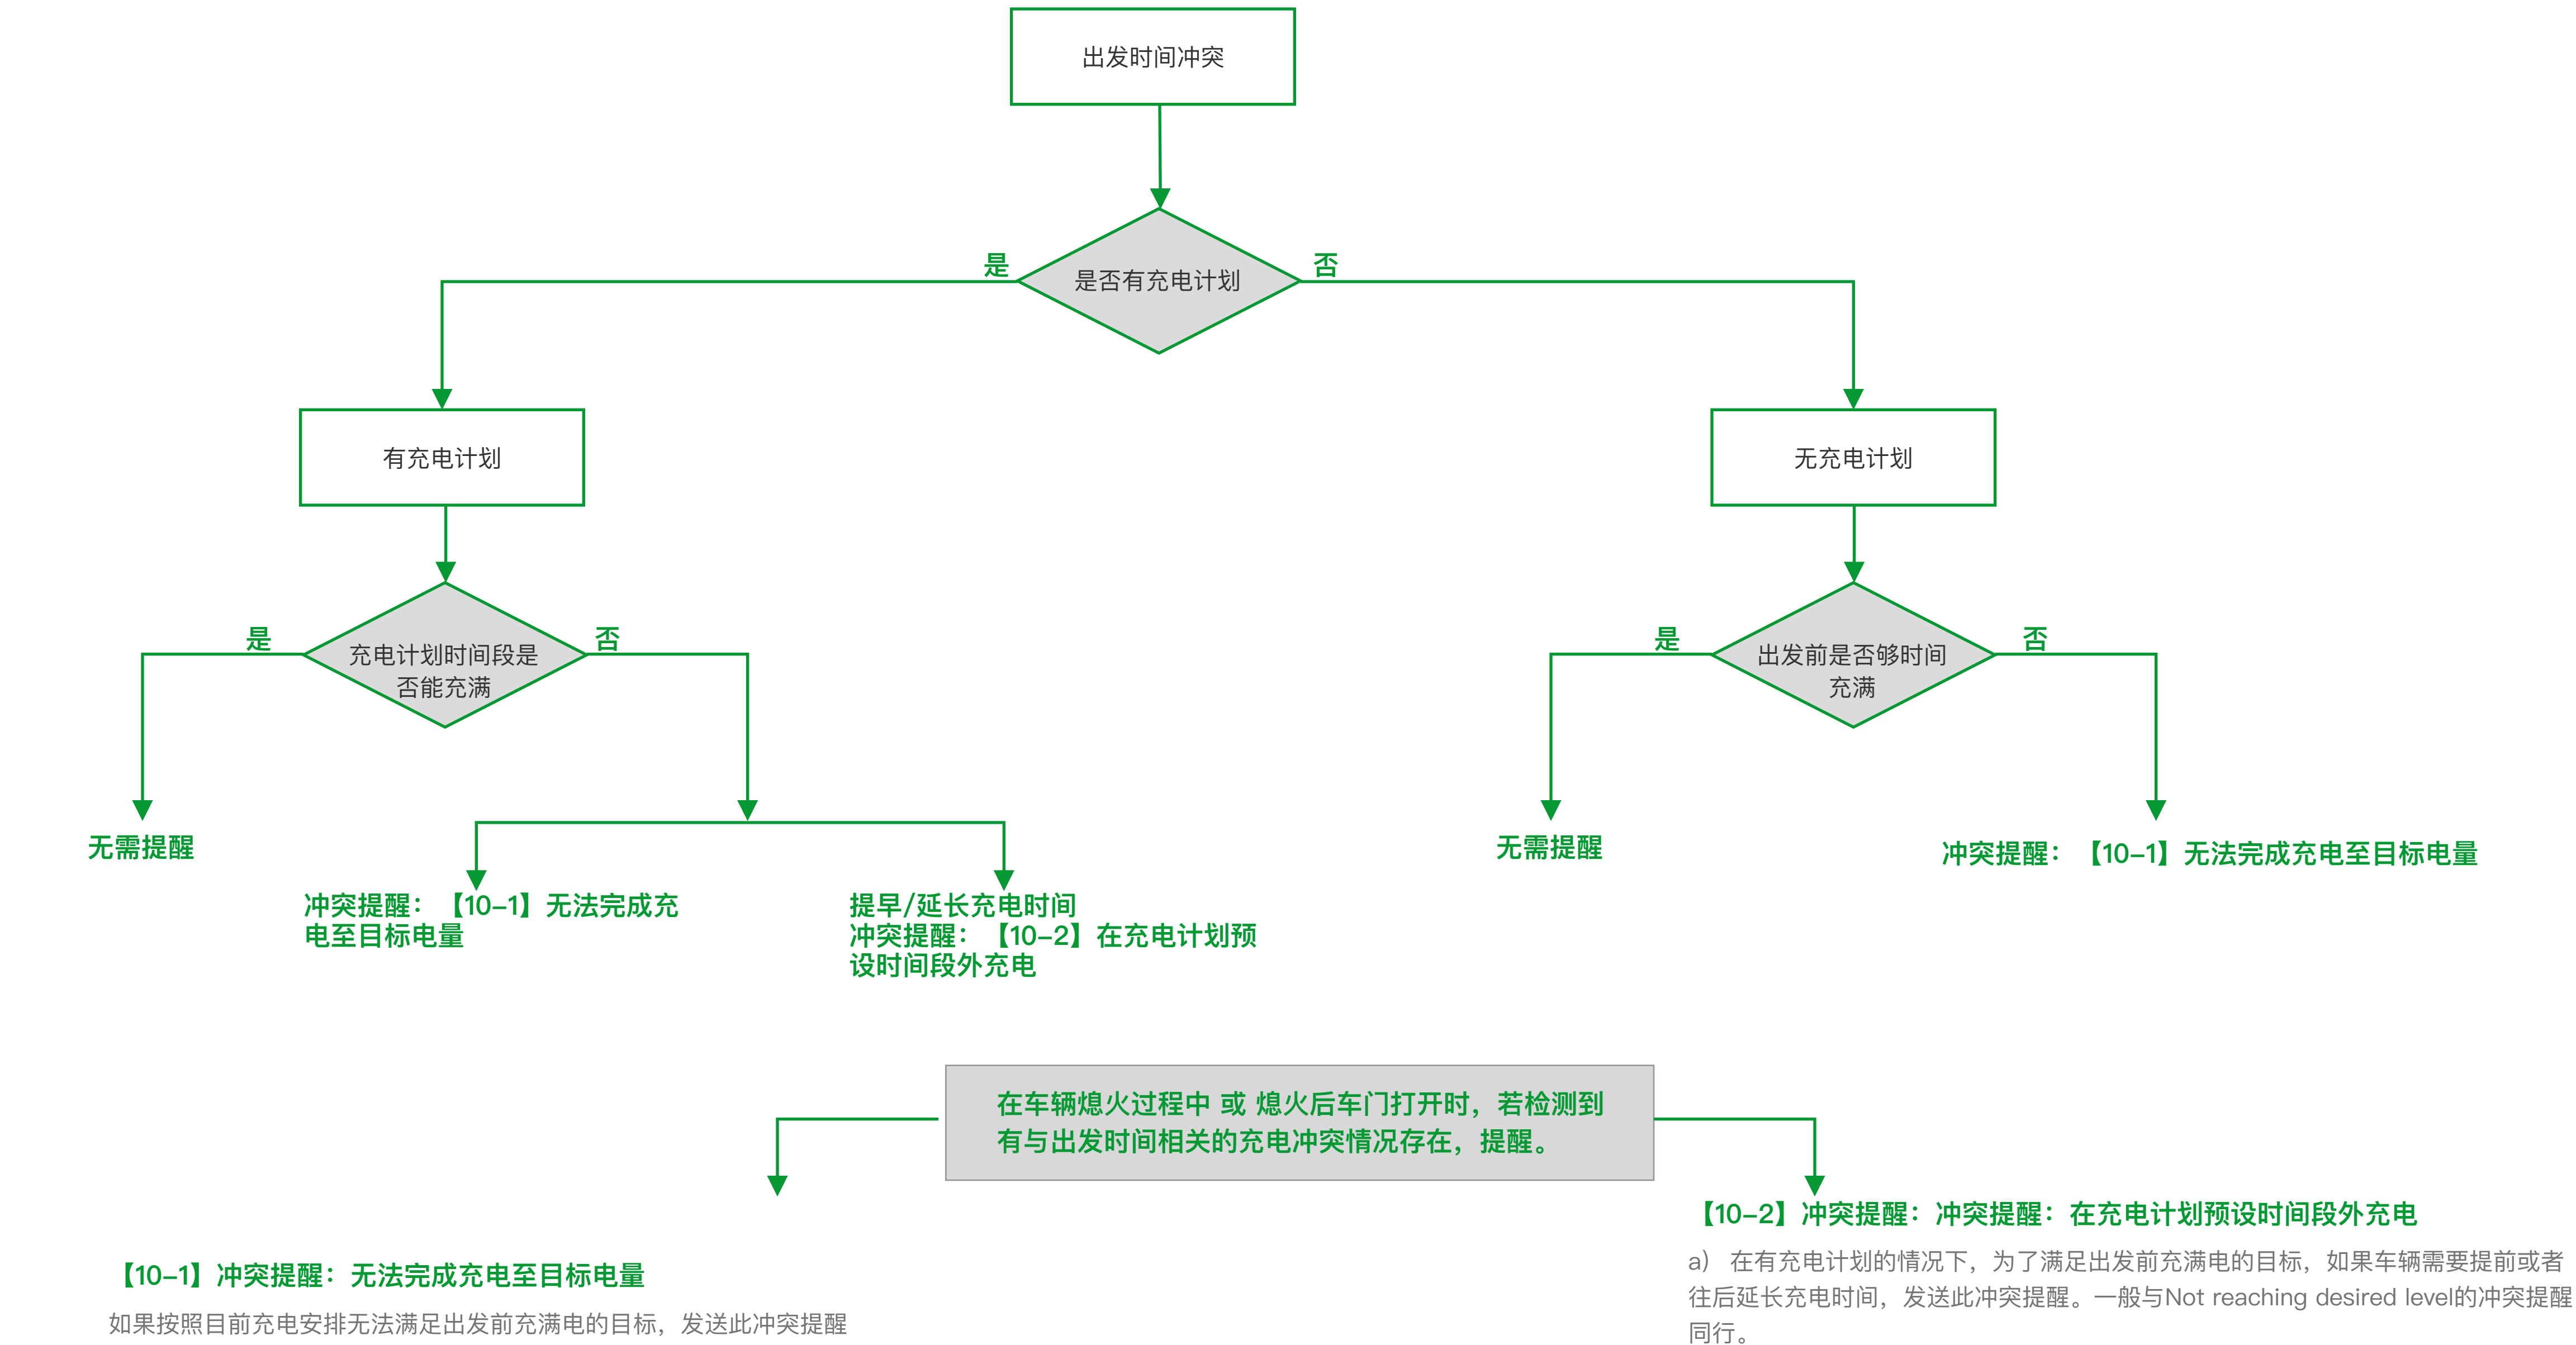 出发时间冲突
是
否
是否有充电计划
有充电计划
无充电计划
是
否
充电计划时间段是
否能充满
是
否
出发前是否够时间
充满
无需提醒
无需提醒
冲突提醒：【10-1】无法完成充电至目标电量
冲突提醒：【10-1】无法完成充
电至目标电量
提早/延长充电时间
冲突提醒：【10-2】在充电计划预
设时间段外充电
在车辆熄火过程中 或 熄火后车门打开时，若检测到
有与出发时间相关的充电冲突情况存在，提醒。
【10-1】冲突提醒：无法完成充电至目标电量
如果按照目前充电安排无法满足出发前充满电的目标，发送此冲突提醒
【10-2】冲突提醒：冲突提醒：在充电计划预设时间段外充电
a） 在有充电计划的情况下，为了满足出发前充满电的目标，如果车辆需要提前或者
往后延长充电时间，发送此冲突提醒。一般与Not reaching desired level的冲突提醒
同行。